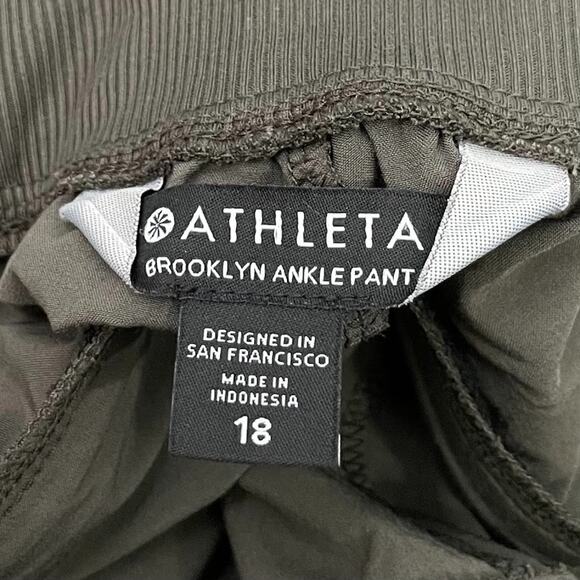 ATHLETA
BROOKLYN ANKLE PANT
DESIGNED IN
SAN FRANCISCO
MADE IN
INDONESIA
18